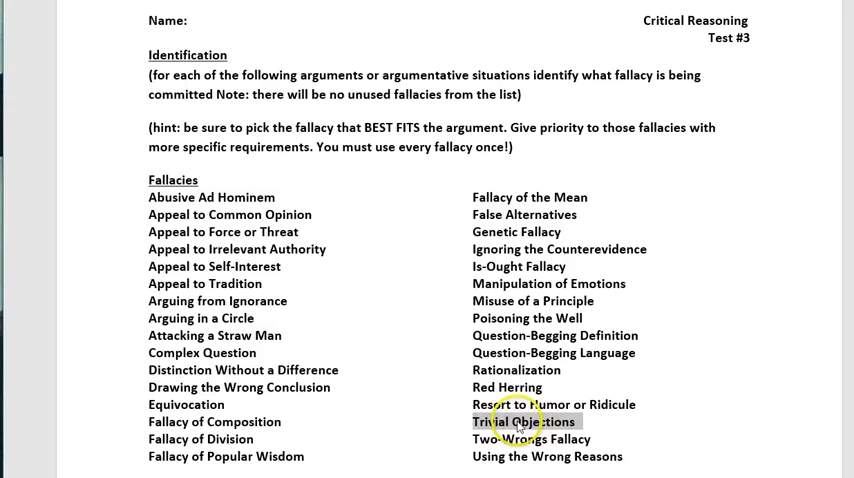 Name: Critical Reasoning
Test #3
Identification
(for each of the following arguments or argumentative situations identify what fallacy is being
committed Note: there will be no unused fallacies from the list)
(hint: be sure to pick the fallacy that BEST FITS the argument. Give priority to those fallacies with
more specific requirements. You must use every fallacy once!)
Fallacies
Abusive Ad Hominem
Appeal to Common Opinion
Appeal to Force or Threat
Appeal to Irrelevant Authority
Appeal to Self-Interest
Appeal to Tradition
Arguing from Ignorance
Arguing in a Circle
Attacking a Straw Man
Complex Question
Distinction Without a Difference
Drawing the Wrong Conclusion
Equivocation
Fallacy of Composition
Fallacy of Division
Fallacy of Popular Wisdom
Fallacy of the Mean
False Alternatives
Genetic Fallacy
Ignoring the Counterevidence
Is-Ought Fallacy
Manipulation of Emotions
Misuse of a Principle
Poisoning the Well
Question-Begging Definition
Question-Begging Language
Rationalization
Red Herring
Resort to Humor or Ridicule
Trivial Objections
Two-Wrongs Fallacy
Using the Wrong Reasons